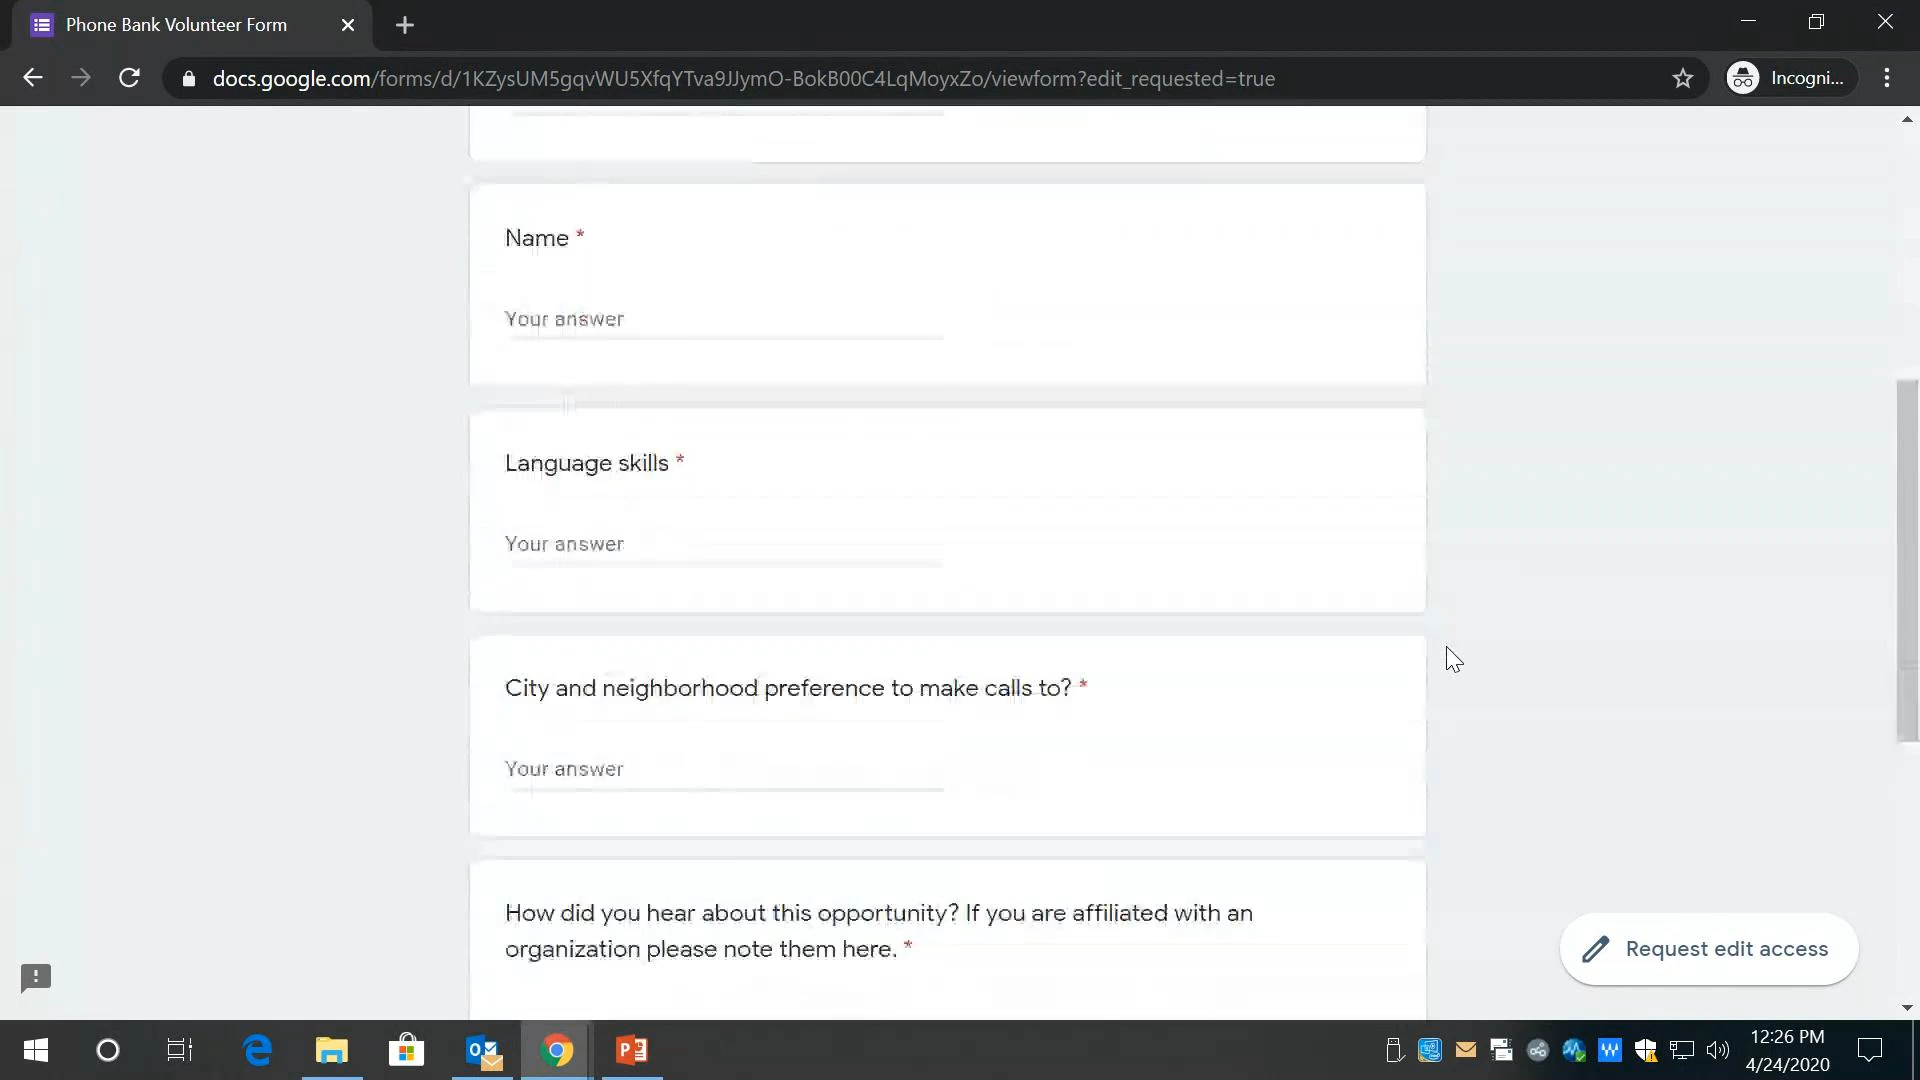 Phone Bank Volunteer Form
docs.google.com/forms/d/1KZysUM5gqvWU5XfqYTva9JJymO-BokB00C4LqMoyxZo/viewform?edit_requested=true
Incogni...
Name *
Your answer
Language skills *
Your answer
City and neighborhood preference to make calls to? *
Your answer
How did you hear about this opportunity? If you are affiliated with an
organization please note them here. *
Request edit access
12:26 PM
4/24/2020